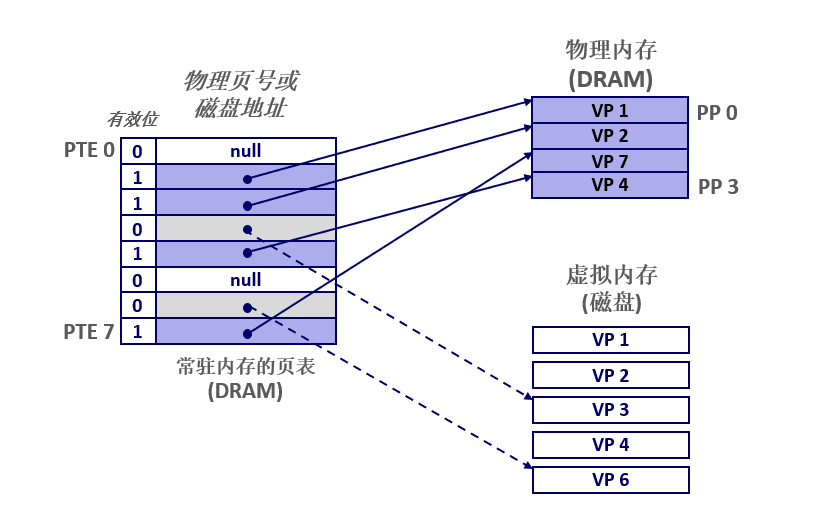 物理页号或
磁盘地址
有效位
PTE 0
0
null
1
1
0
1
0
null
0
PTE 7
1
常驻内存的页表
(DRAM)
物理内存
(DRAM)
VP 1
PP 0
VP 2
VP 7
VP 4
PP 3
虚拟内存
(磁盘)
VP 1
VP 2
VP 3
VP 4
VP 6